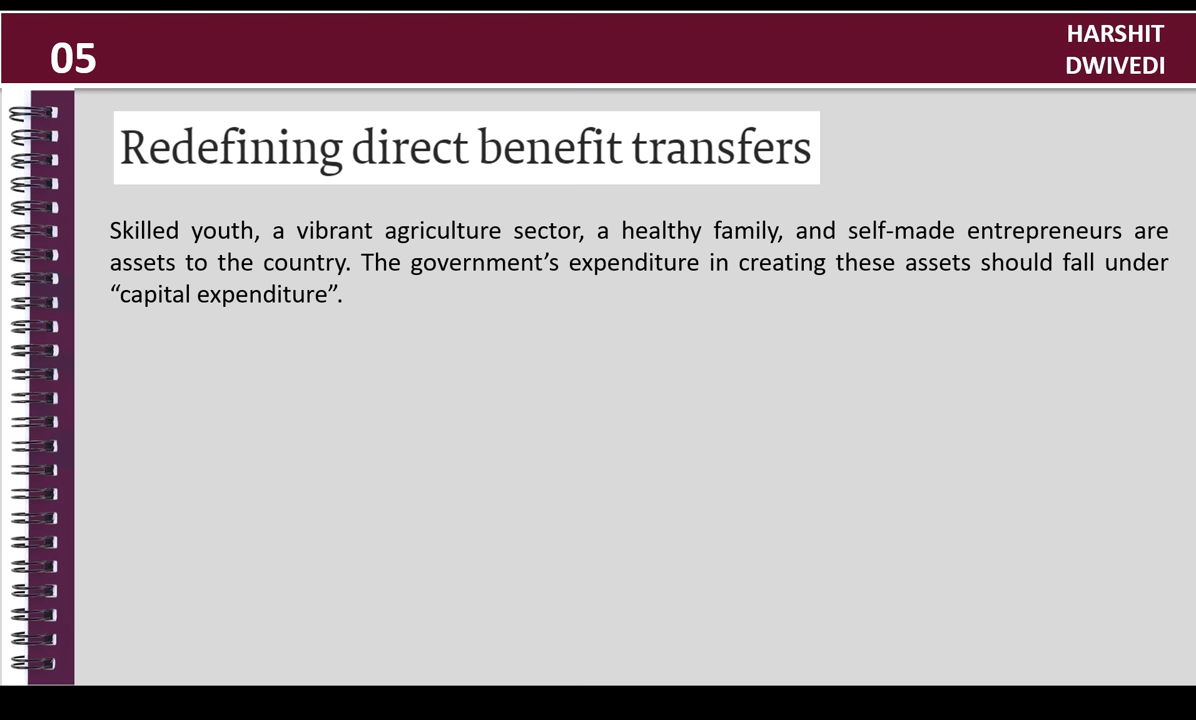 05
HARSHIT
DWIVEDI
Redefining direct benefit transfers
Skilled youth, a vibrant agriculture sector, a healthy family, and self-made entrepreneurs are
assets to the country. The government’s expenditure in creating these assets should fall under
“capital expenditure”.